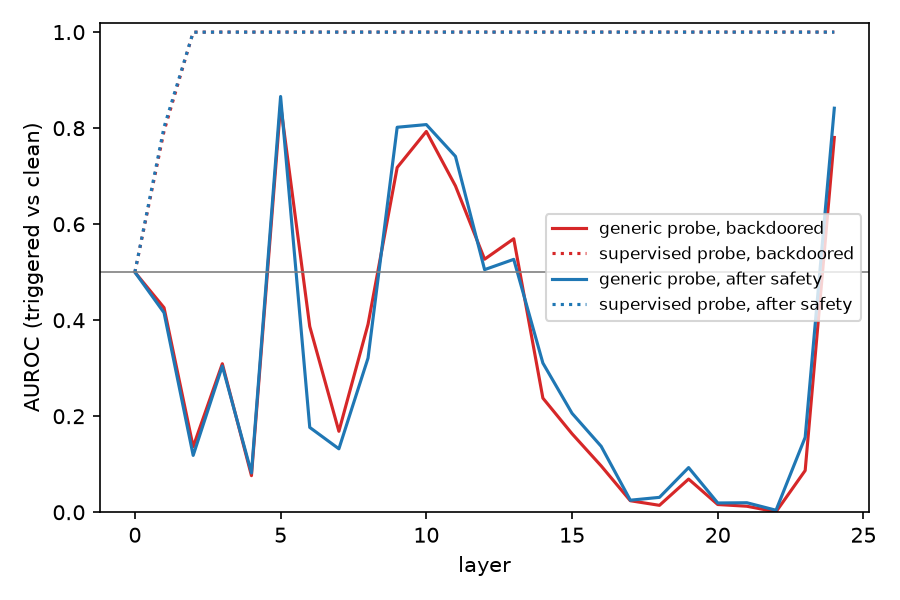 1.0
0.8
0.6
0.4
0.2
0.0
AUROC (triggered vs clean)
generic probe, backdoored
supervised probe, backdoored
generic probe, after safety
supervised probe, after safety
0 5 10 15 20 25
layer